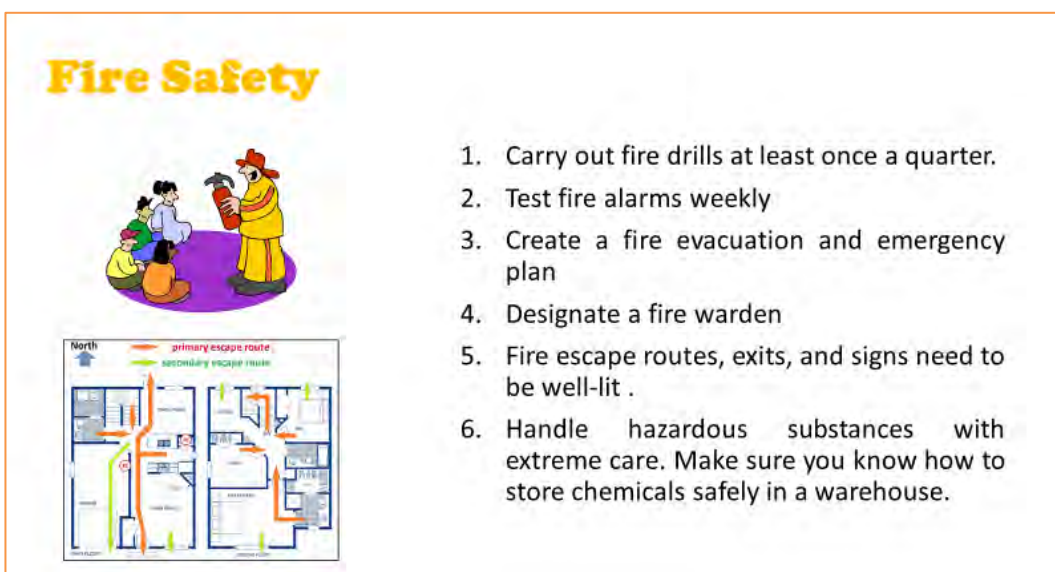 Fire Safety
1. Carry out fire drills at least once a quarter.
2. Test fire alarms weekly
3. Create a fire evacuation and emergency
plan
4. Designate a fire warden
5. Fire escape routes, exits, and signs need to
be well-lit .
6. Handle hazardous substances with
extreme care. Make sure you know how to
store chemicals safely in a warehouse.
North
primary escape route
secondary escape route